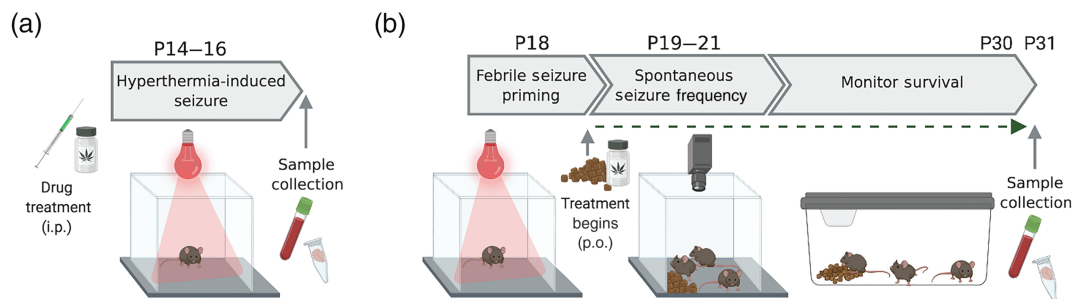 (a)
P14–16
Hyperthermia-induced
seizure
Drug
treatment
(i.p.)
Sample
collection
(b)
P18
P19–21
P30 P31
Febrile seizure
priming
Spontaneous
seizure frequency
Monitor survival
Treatment
begins
(p.o.)
Sample
collection